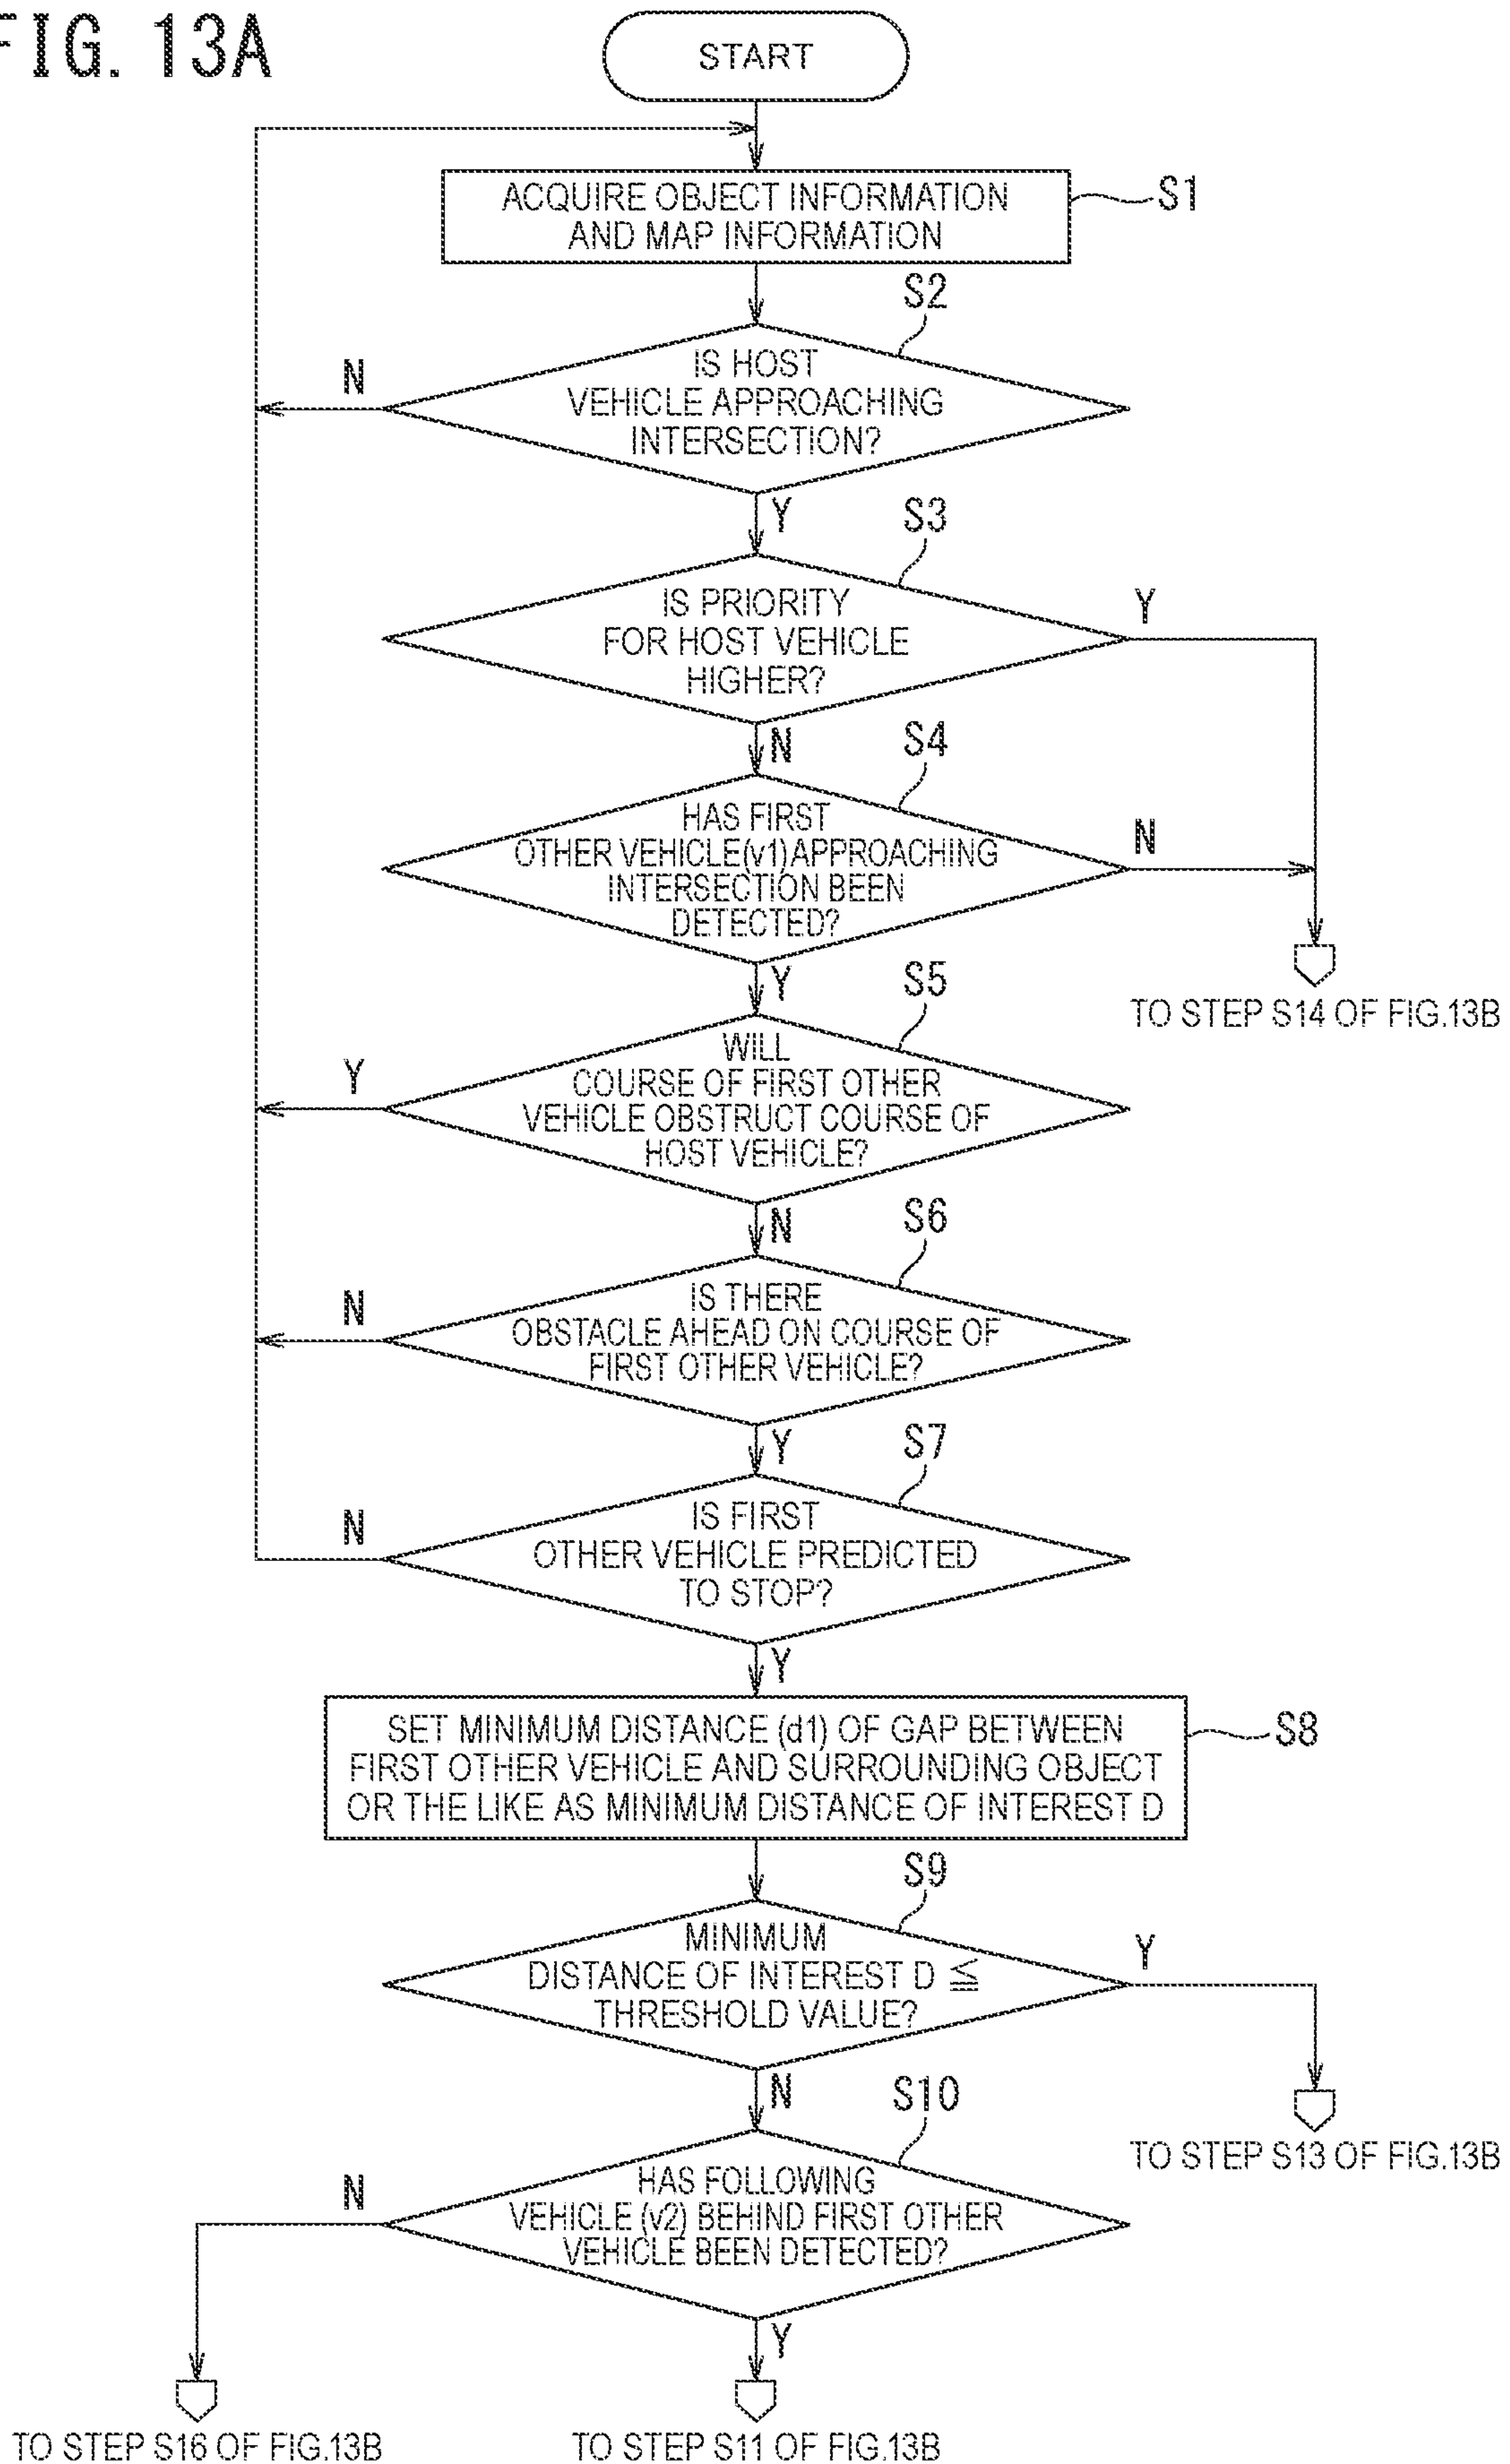 FIG. 13A
START
ACQUIRE OBJECT INFORMATION
AND MAP INFORMATION
S1
S2
IS HOST
VEHICLE APPROACHING
INTERSECTION?
N
Y
S3
IS PRIORITY
FOR HOST VEHICLE
HIGHER?
Y
N
S4
HAS FIRST
OTHER VEHICLE(v1)APPROACHING
INTERSECTION BEEN
DETECTED?
N
TO STEP S14 OF FIG.13B
Y
S5
WILL
COURSE OF FIRST OTHER
VEHICLE OBSTRUCT COURSE OF
HOST VEHICLE?
Y
N
S6
IS THERE
OBSTACLE AHEAD ON COURSE OF
FIRST OTHER VEHICLE?
N
Y
S7
IS FIRST
OTHER VEHICLE PREDICTED
TO STOP?
N
Y
SET MINIMUM DISTANCE (d1) OF GAP BETWEEN
FIRST OTHER VEHICLE AND SURROUNDING OBJECT
OR THE LIKE AS MINIMUM DISTANCE OF INTEREST D
S8
S9
MINIMUM
DISTANCE OF INTEREST D ≦
THRESHOLD VALUE?
Y
TO STEP S13 OF FIG.13B
N
S10
HAS FOLLOWING
VEHICLE (v2) BEHIND FIRST OTHER
VEHICLE BEEN DETECTED?
N
Y
TO STEP S16 OF FIG.13B
TO STEP S11 OF FIG.13B